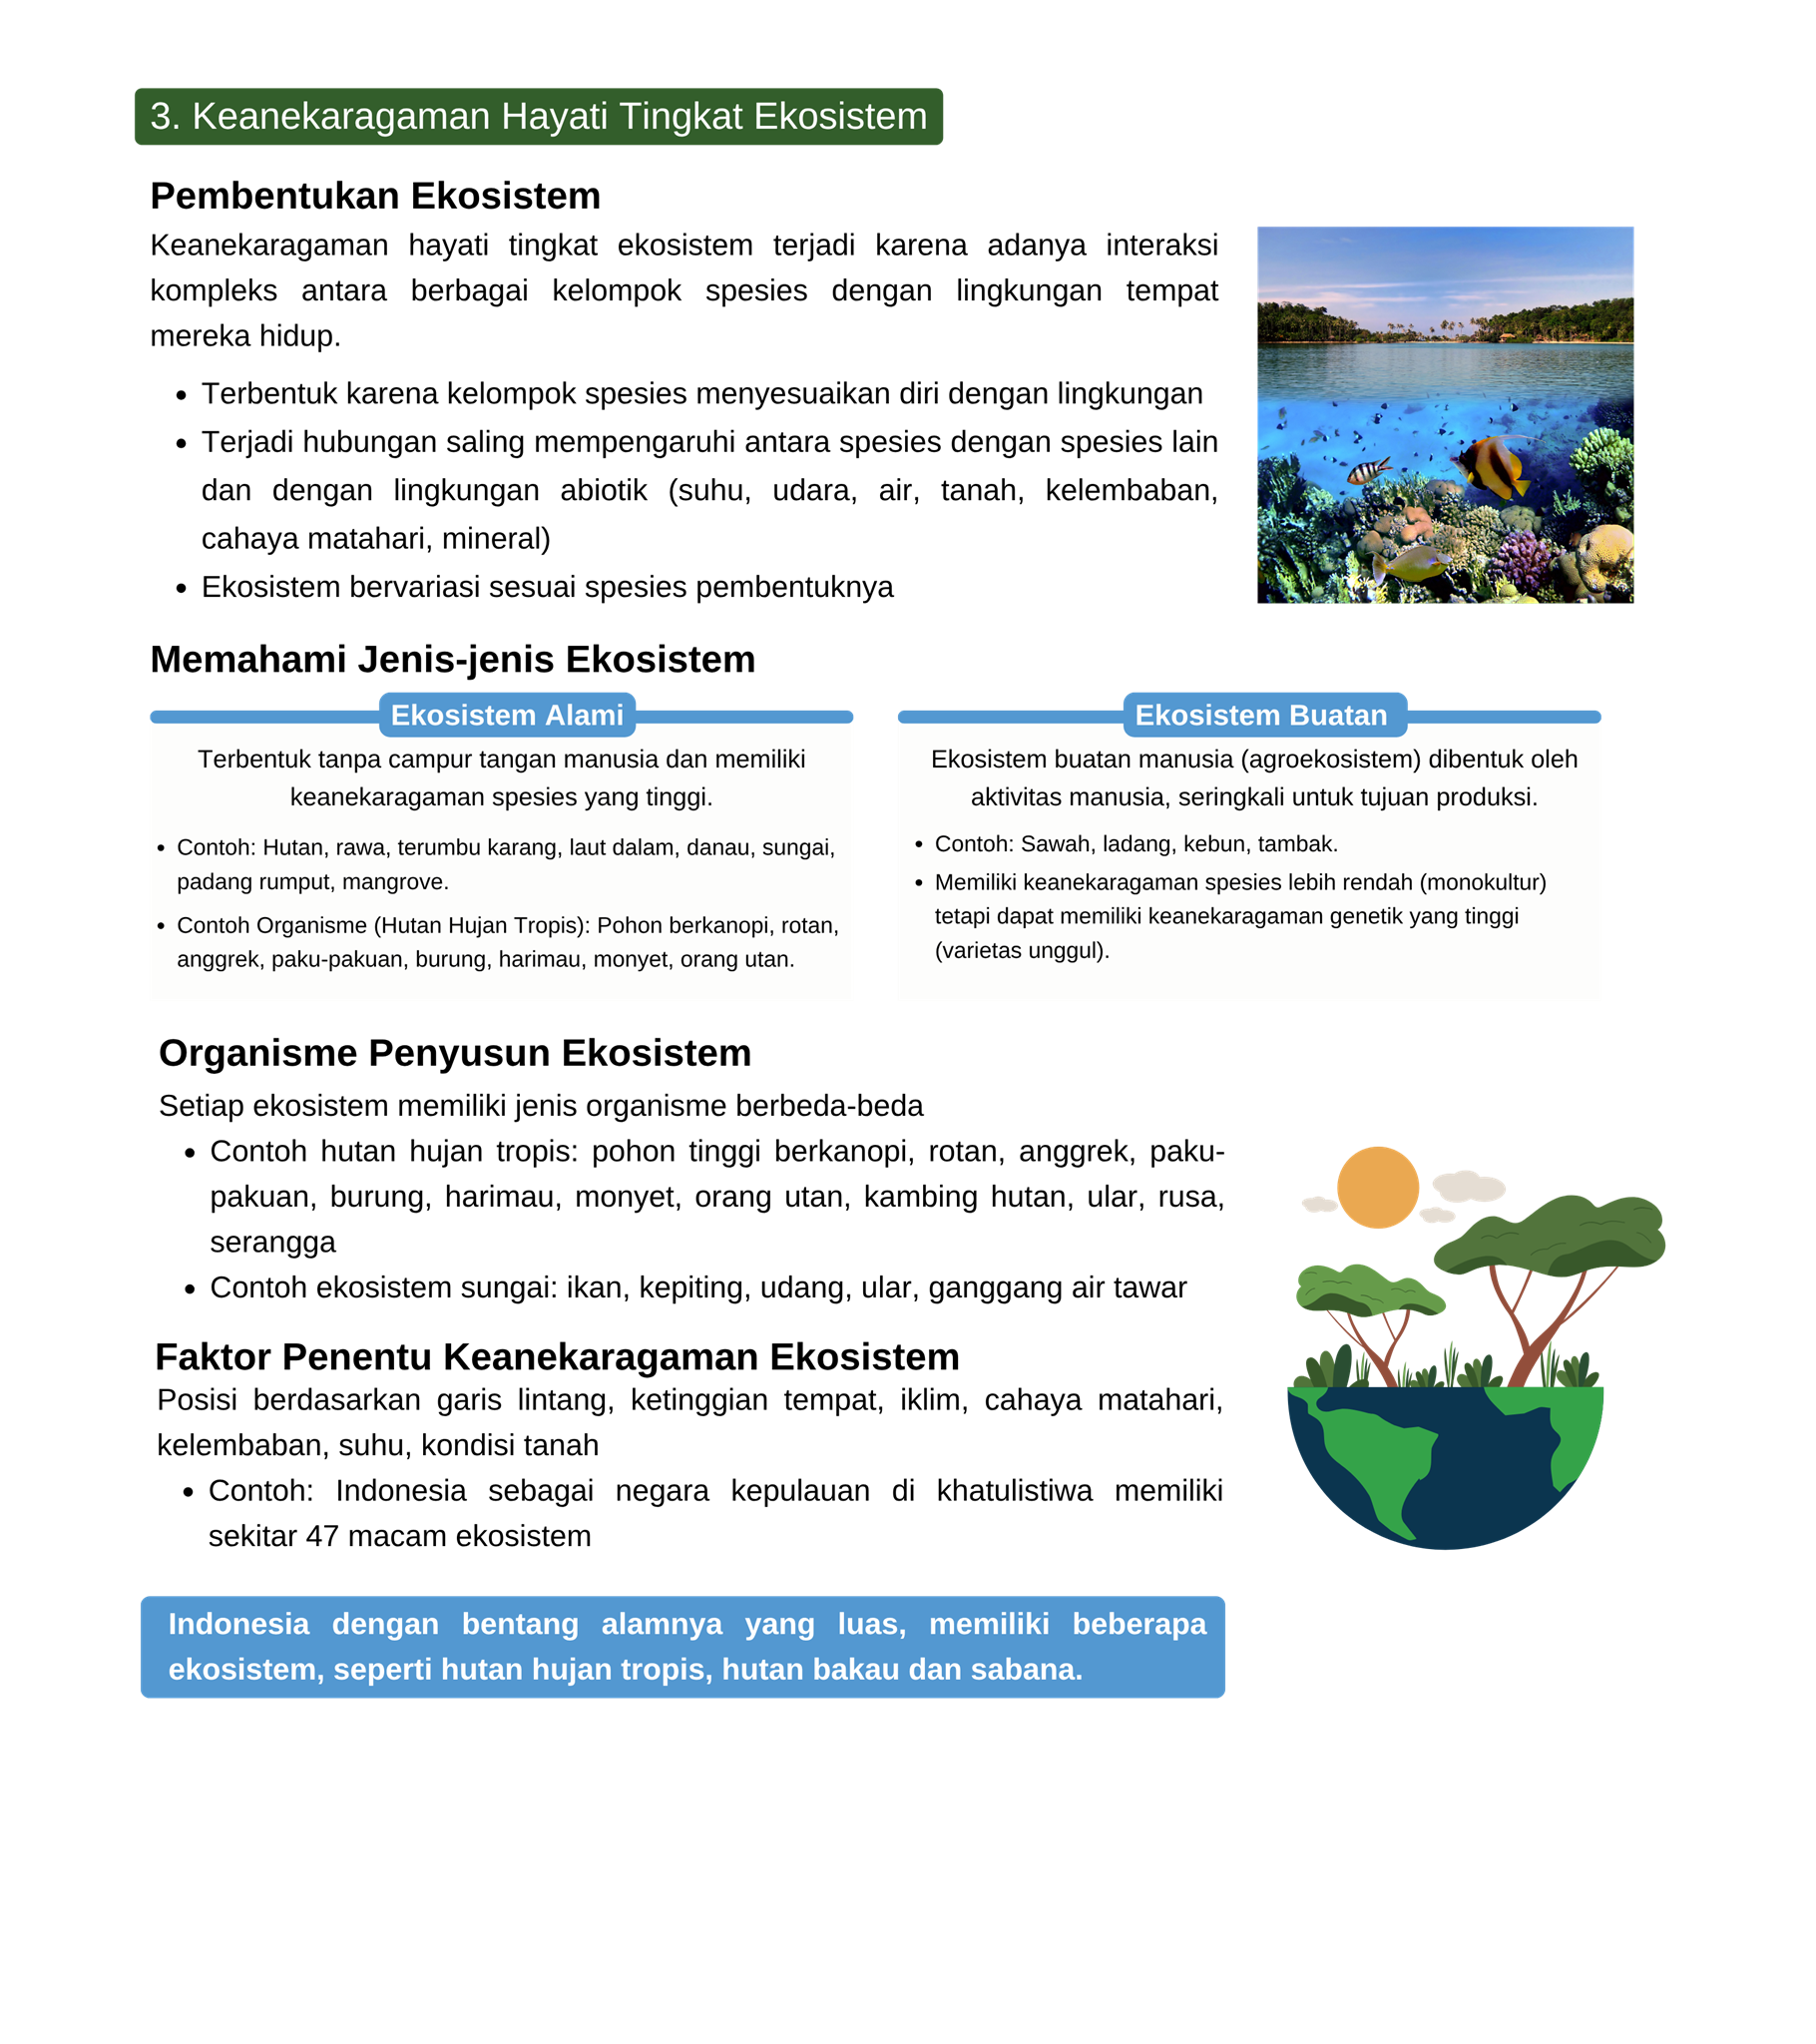 3. Keanekaragaman Hayati Tingkat Ekosistem
Pembentukan Ekosistem
Keanekaragaman hayati tingkat ekosistem terjadi karena adanya interaksi
kompleks antara berbagai kelompok spesies dengan lingkungan tempat
mereka hidup.
• Terbentuk karena kelompok spesies menyesuaikan diri dengan lingkungan
• Terjadi hubungan saling mempengaruhi antara spesies dengan spesies lain
dan dengan lingkungan abiotik (suhu, udara, air, tanah, kelembaban,
cahaya matahari, mineral)
• Ekosistem bervariasi sesuai spesies pembentuknya
Memahami Jenis-jenis Ekosistem
Ekosistem Alami
Terbentuk tanpa campur tangan manusia dan memiliki
keanekaragaman spesies yang tinggi.
• Contoh: Hutan, rawa, terumbu karang, laut dalam, danau, sungai,
padang rumput, mangrove.
• Contoh Organisme (Hutan Hujan Tropis): Pohon berkanopi, rotan,
anggrek, paku-pakuan, burung, harimau, monyet, orang utan.
Ekosistem Buatan
Ekosistem buatan manusia (agroekosistem) dibentuk oleh
aktivitas manusia, seringkali untuk tujuan produksi.
• Contoh: Sawah, ladang, kebun, tambak.
• Memiliki keanekaragaman spesies lebih rendah (monokultur)
tetapi dapat memiliki keanekaragaman genetik yang tinggi
(varietas unggul).
Organisme Penyusun Ekosistem
Setiap ekosistem memiliki jenis organisme berbeda-beda
• Contoh hutan hujan tropis: pohon tinggi berkanopi, rotan, anggrek, paku-
pakuan, burung, harimau, monyet, orang utan, kambing hutan, ular, rusa,
serangga
• Contoh ekosistem sungai: ikan, kepiting, udang, ular, ganggang air tawar
Faktor Penentu Keanekaragaman Ekosistem
Posisi berdasarkan garis lintang, ketinggian tempat, iklim, cahaya matahari,
kelembaban, suhu, kondisi tanah
• Contoh: Indonesia sebagai negara kepulauan di khatulistiwa memiliki
sekitar 47 macam ekosistem
Indonesia dengan bentang alamnya yang luas, memiliki beberapa
ekosistem, seperti hutan hujan tropis, hutan bakau dan sabana.